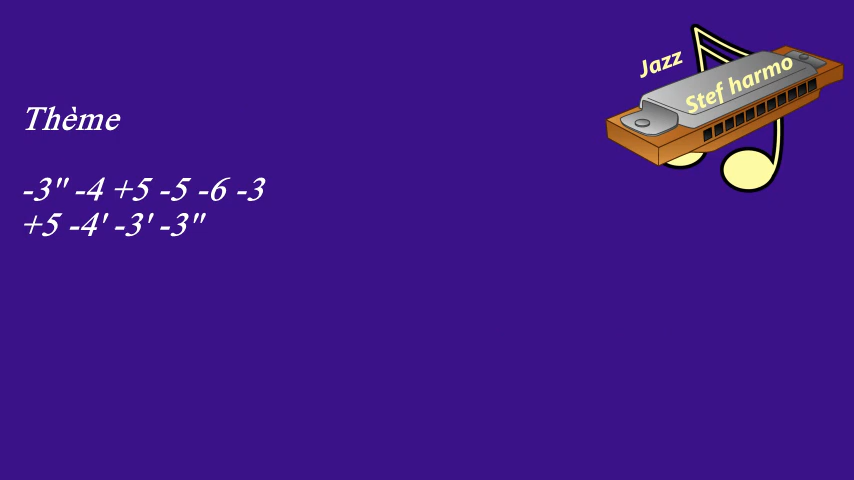 Jazz
Stef harmo
Thème
-3" -4 +5 -5 -6 -3
+5 -4' -3' -3"